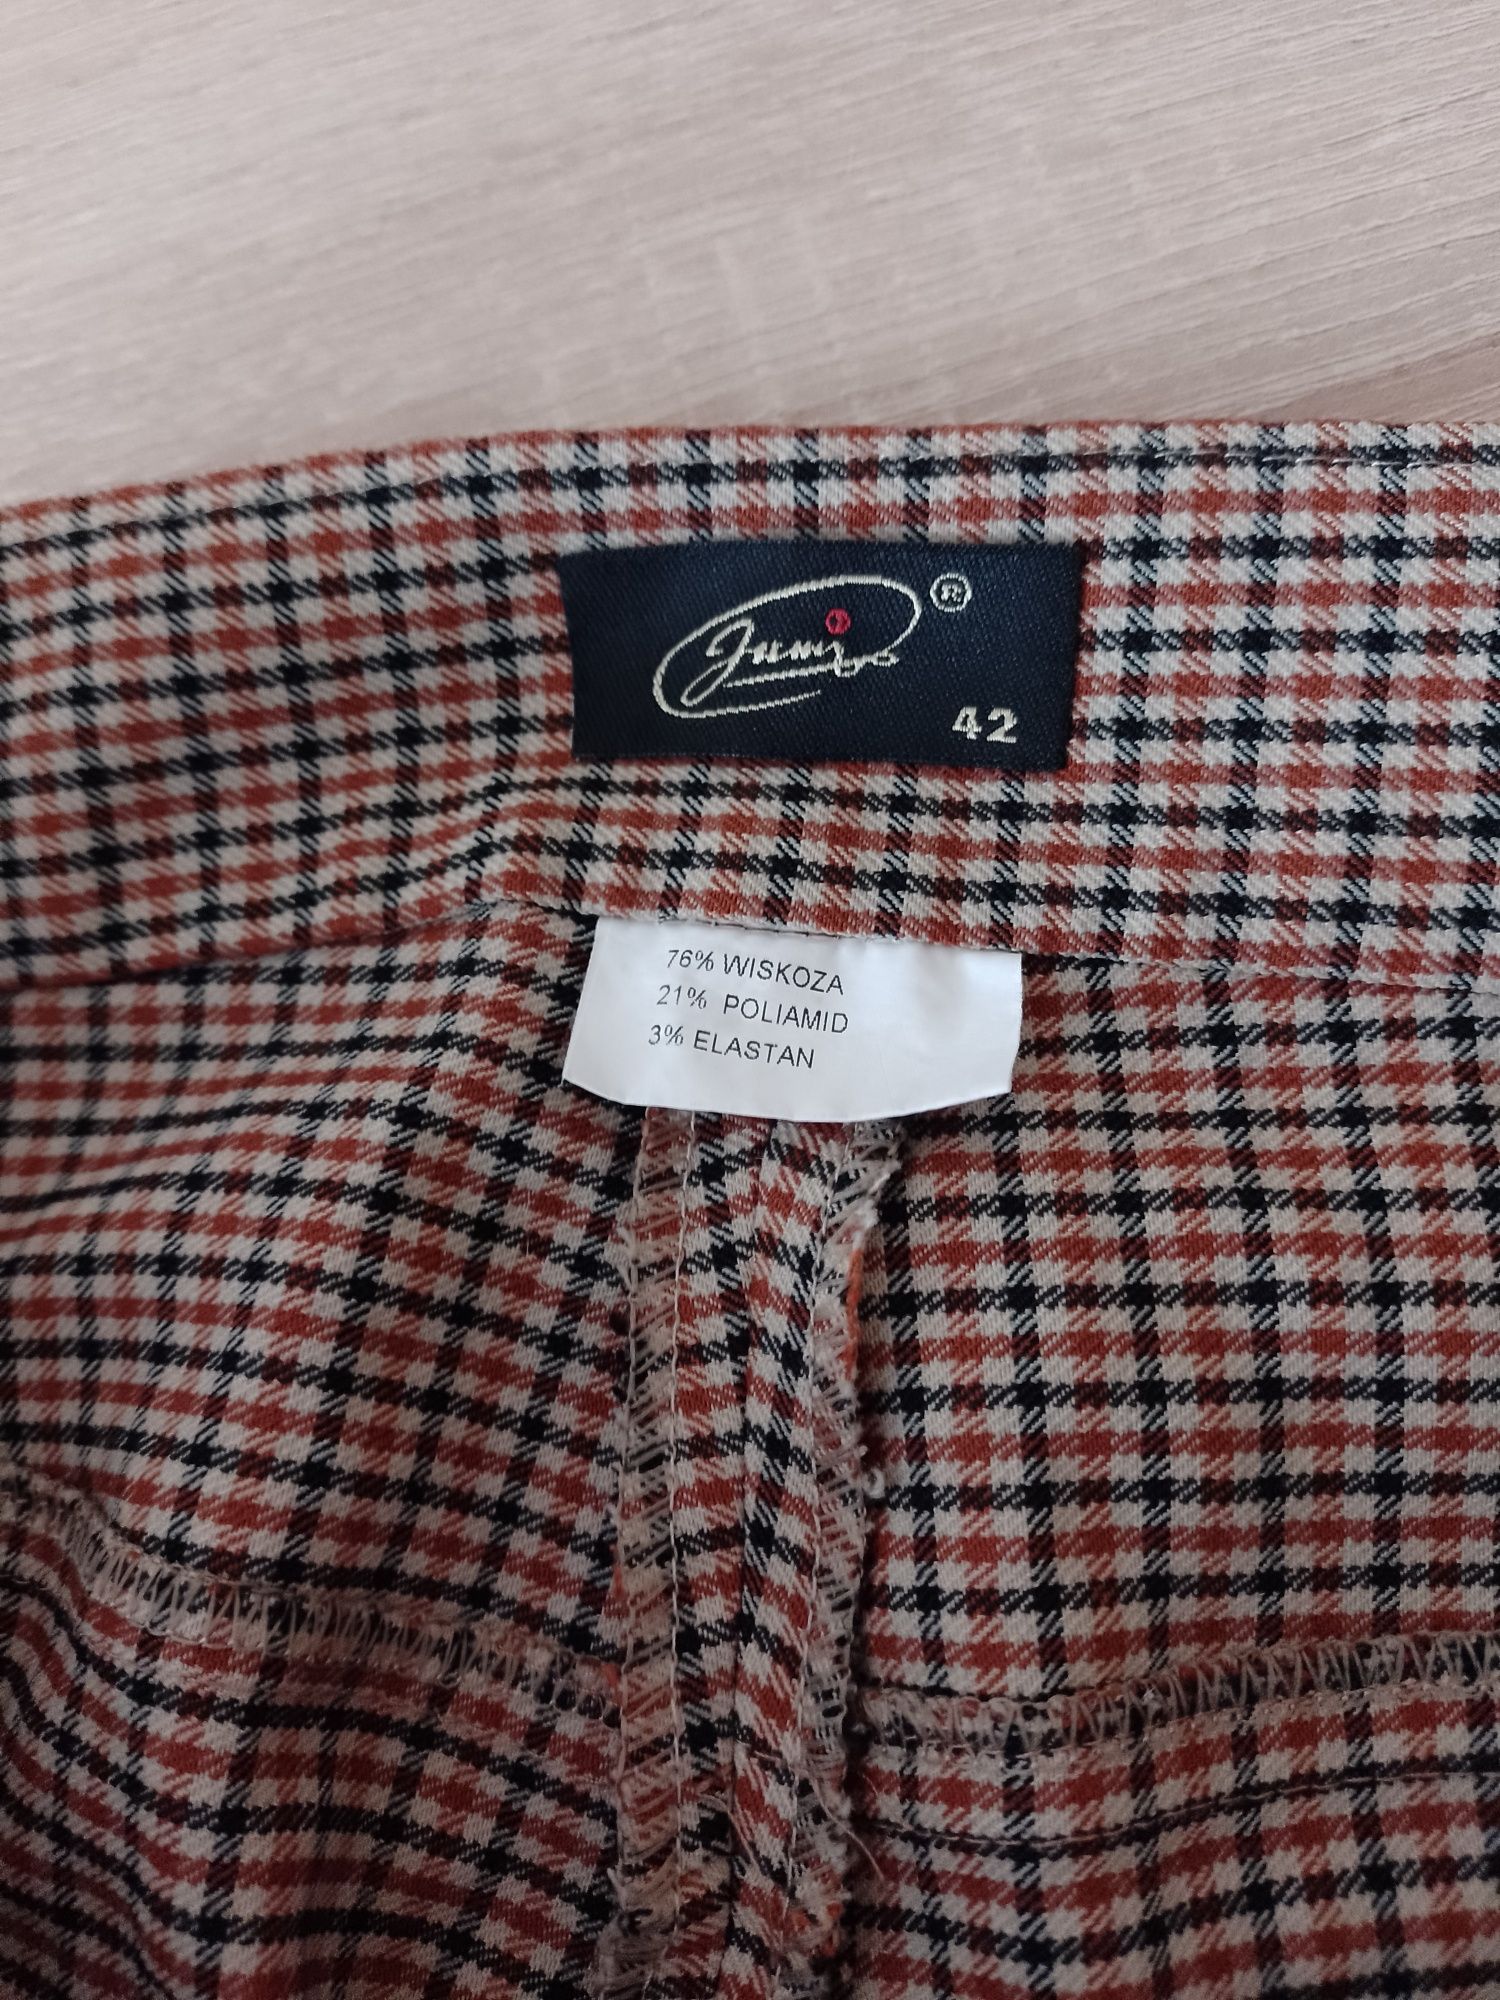 ®
42
76% WISKOZA
21% POLIAMID
3% ELASTAN